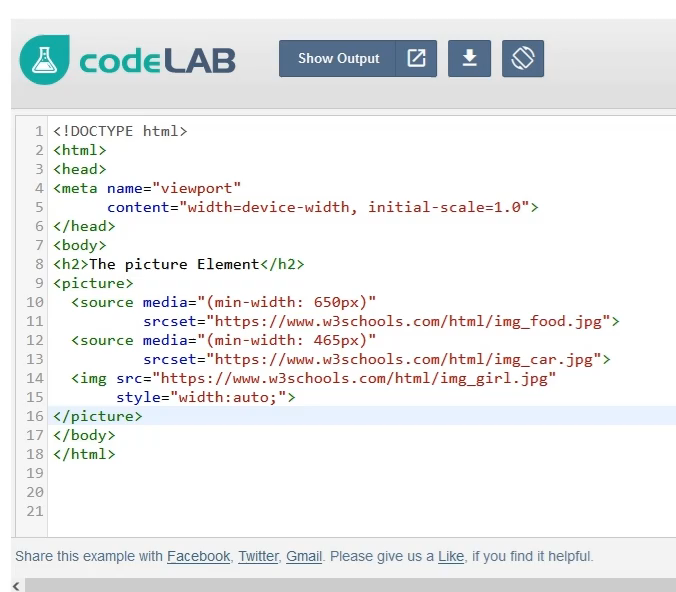 codeLAB
Show Output
1 <!DOCTYPE html>
2 <html>
3 <head>
4 <meta name="viewport"
5       content="width=device-width, initial-scale=1.0">
6 </head>
7 <body>
8 <h2>The picture Element</h2>
9 <picture>
10   <source media="(min-width: 650px)"
11           srcset="https://www.w3schools.com/html/img_food.jpg">
12   <source media="(min-width: 465px)"
13           srcset="https://www.w3schools.com/html/img_car.jpg">
14   <img src="https://www.w3schools.com/html/img_girl.jpg"
15        style="width:auto;">
16 </picture>
17 </body>
18 </html>
19
20
21
Share this example with Facebook, Twitter, Gmail. Please give us a Like, if you find it helpful.